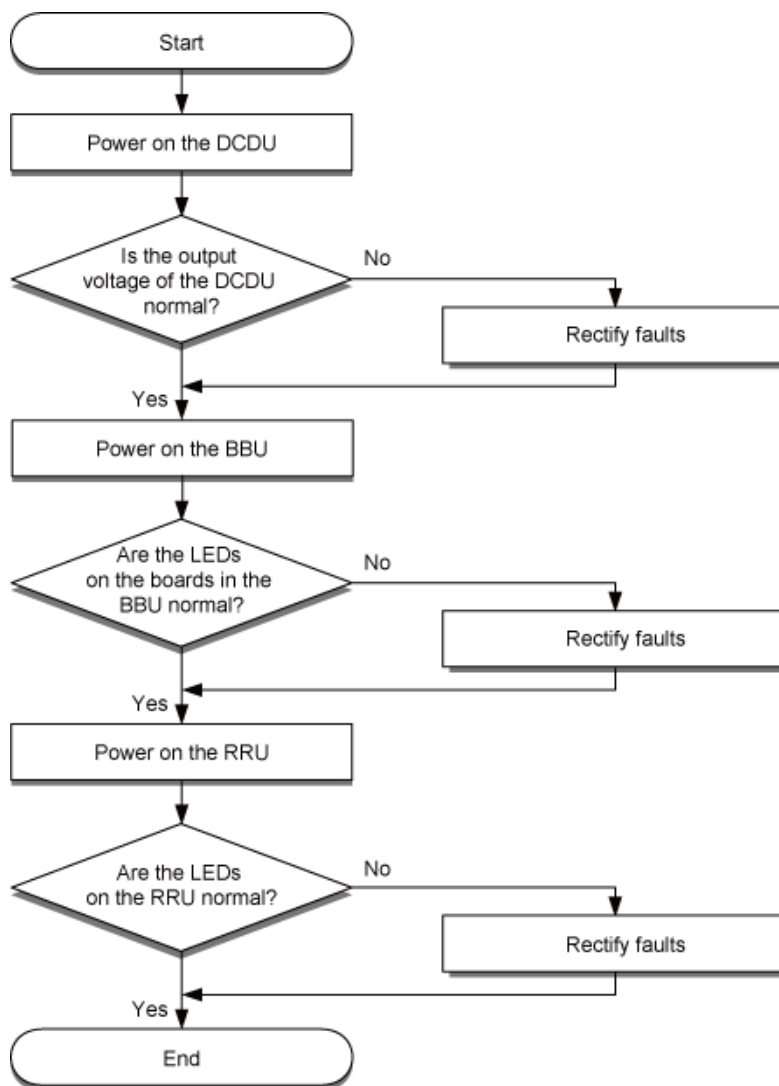 Start
Power on the DCDU
Is the output
voltage of the DCDU
normal?
No
Rectify faults
Yes
Power on the BBU
Are the LEDs
on the boards in the
BBU normal?
No
Rectify faults
Yes
Power on the RRU
Are the LEDs
on the RRU normal?
No
Rectify faults
Yes
End